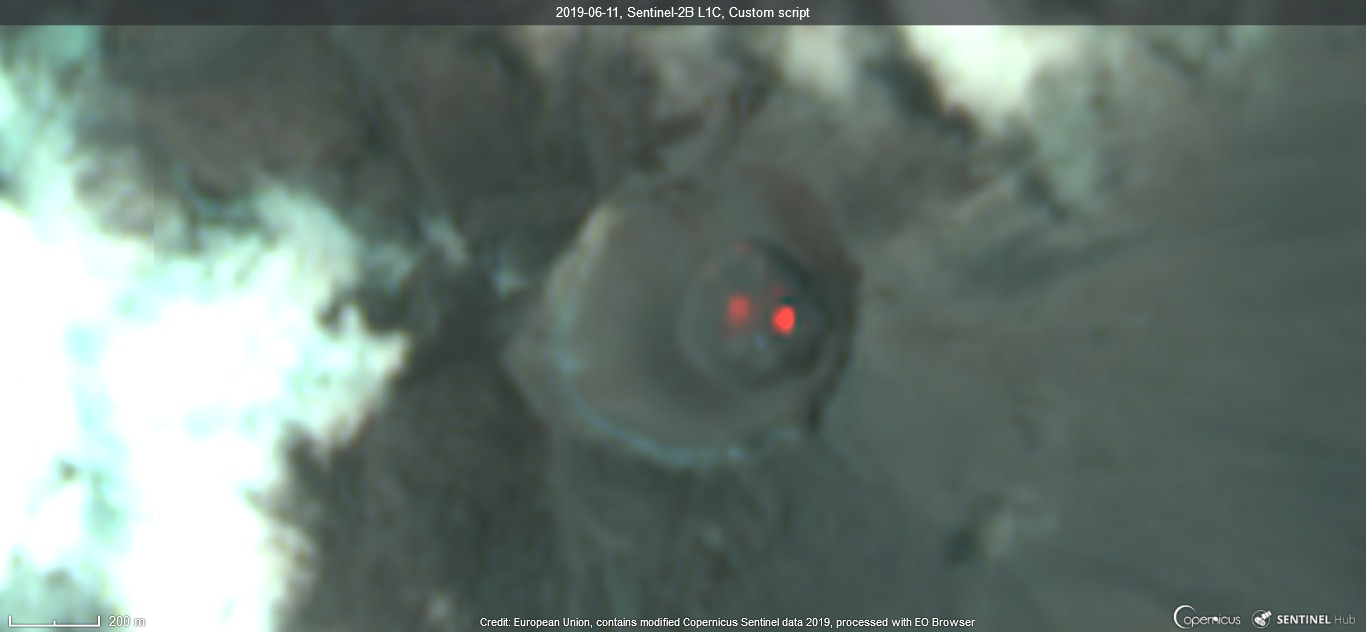 2019-06-11, Sentinel-2B L1C, Custom script
200 m
Credit: European Union, contains modified Copernicus Sentinel data 2019, processed with EO Browser
Copernicus
SENTINEL Hub